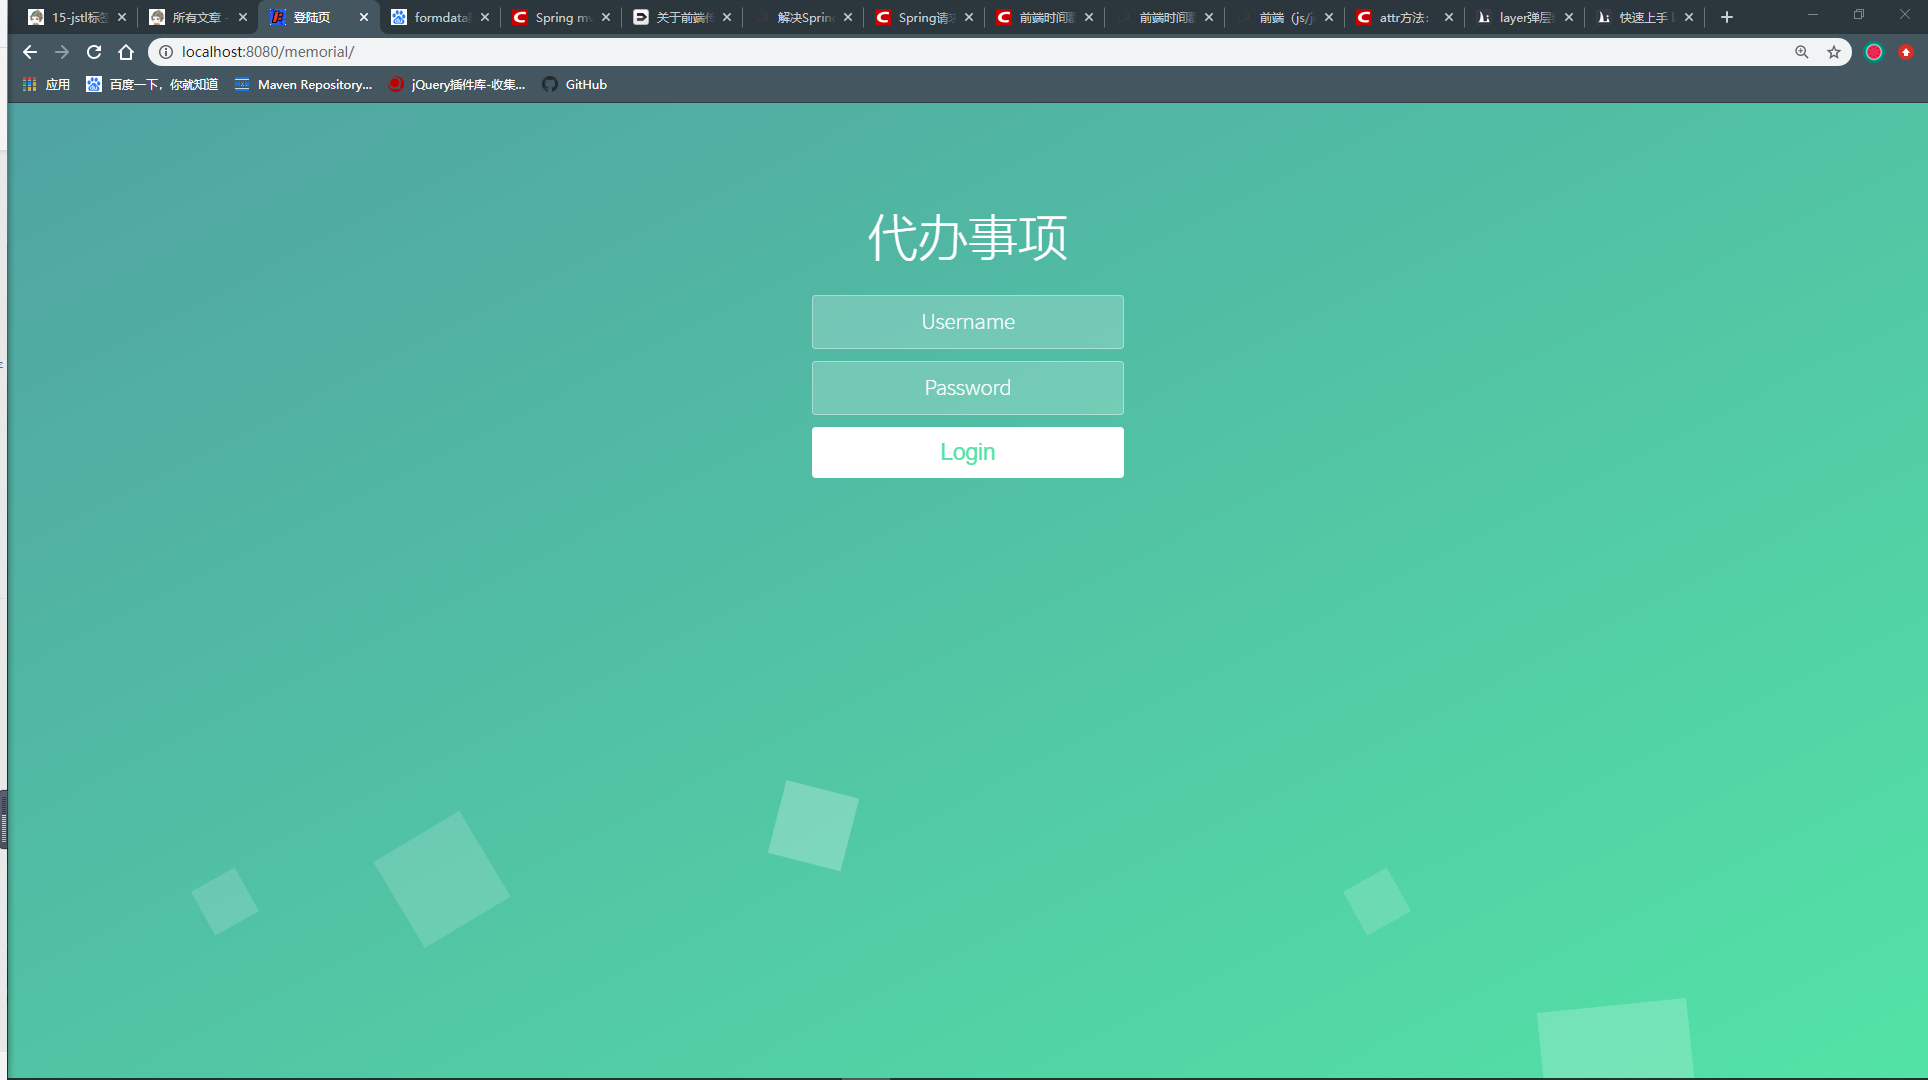 15-jstl标签
所有文章 -
登陆页
formdata
Spring mv
关于前端传
解决Sprin
Spring请求
前端时间戳
前端时间戳
前端（js/j
attr方法:
layer弹层
快速上手
localhost:8080/memorial/
应用
百度一下，你就知道
Maven Repository...
jQuery插件库-收集...
GitHub
代办事项
Username
Password
Login